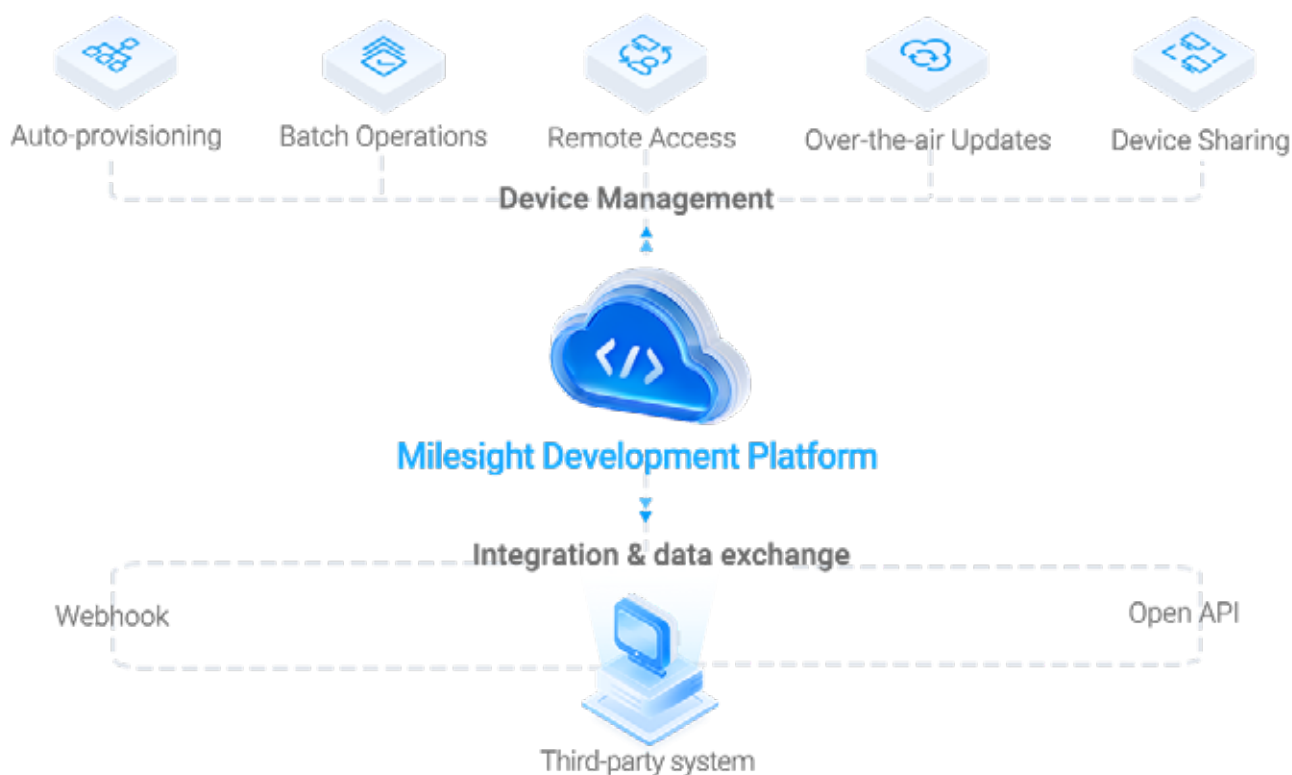 Auto-provisioning
Batch Operations
Remote Access
Over-the-air Updates
Device Sharing
Device Management
</>
Milesight Development Platform
Integration & data exchange
Webhook
Open API
Third-party system